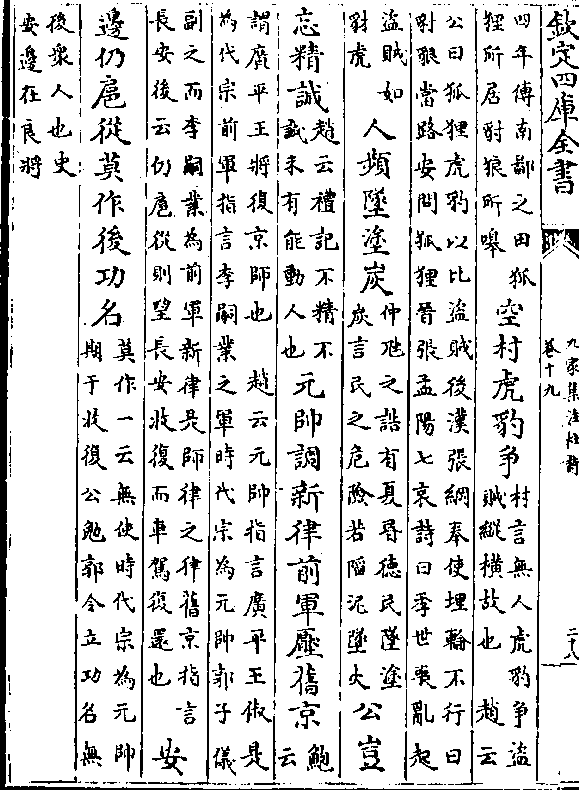 欽定四庫全書
九家集注杜詩
卷十九
二十八
四年傅南鄙之田狐
狸所居豺狼所嘷
空村虎豹争
村言無人虎豹争盜
賊縱横故也 趙云
公曰狐狸虎豹以比盜賊後漢張綱奉使埋輪不行曰
豺狼當路安問狐狸晉張孟陽七哀詩曰季世喪亂起
盜賊如
豺虎
人頻墜塗炭
仲虺之誥有夏昬徳民墜塗
炭言民之危險若陷泥墜火
公豈
忘精誠
趙云禮記不精不
誠未有能動人也
元帥調新律前軍壓舊京
鮑
云
謂廣平王將復京師也 趙云元帥指言廣平王俶是
為代宗前軍指言李嗣業之軍時代宗為元帥郭子儀
副之而李嗣業為前軍新律是師律之律舊京指言
長安後云仍扈從則望長安收復而車駕復還也
安
邊仍扈從莫作後功名
莫作一云無使時代宗為元帥
期于收復公勉郭令立功名無
後衆人也史
安邊在良將